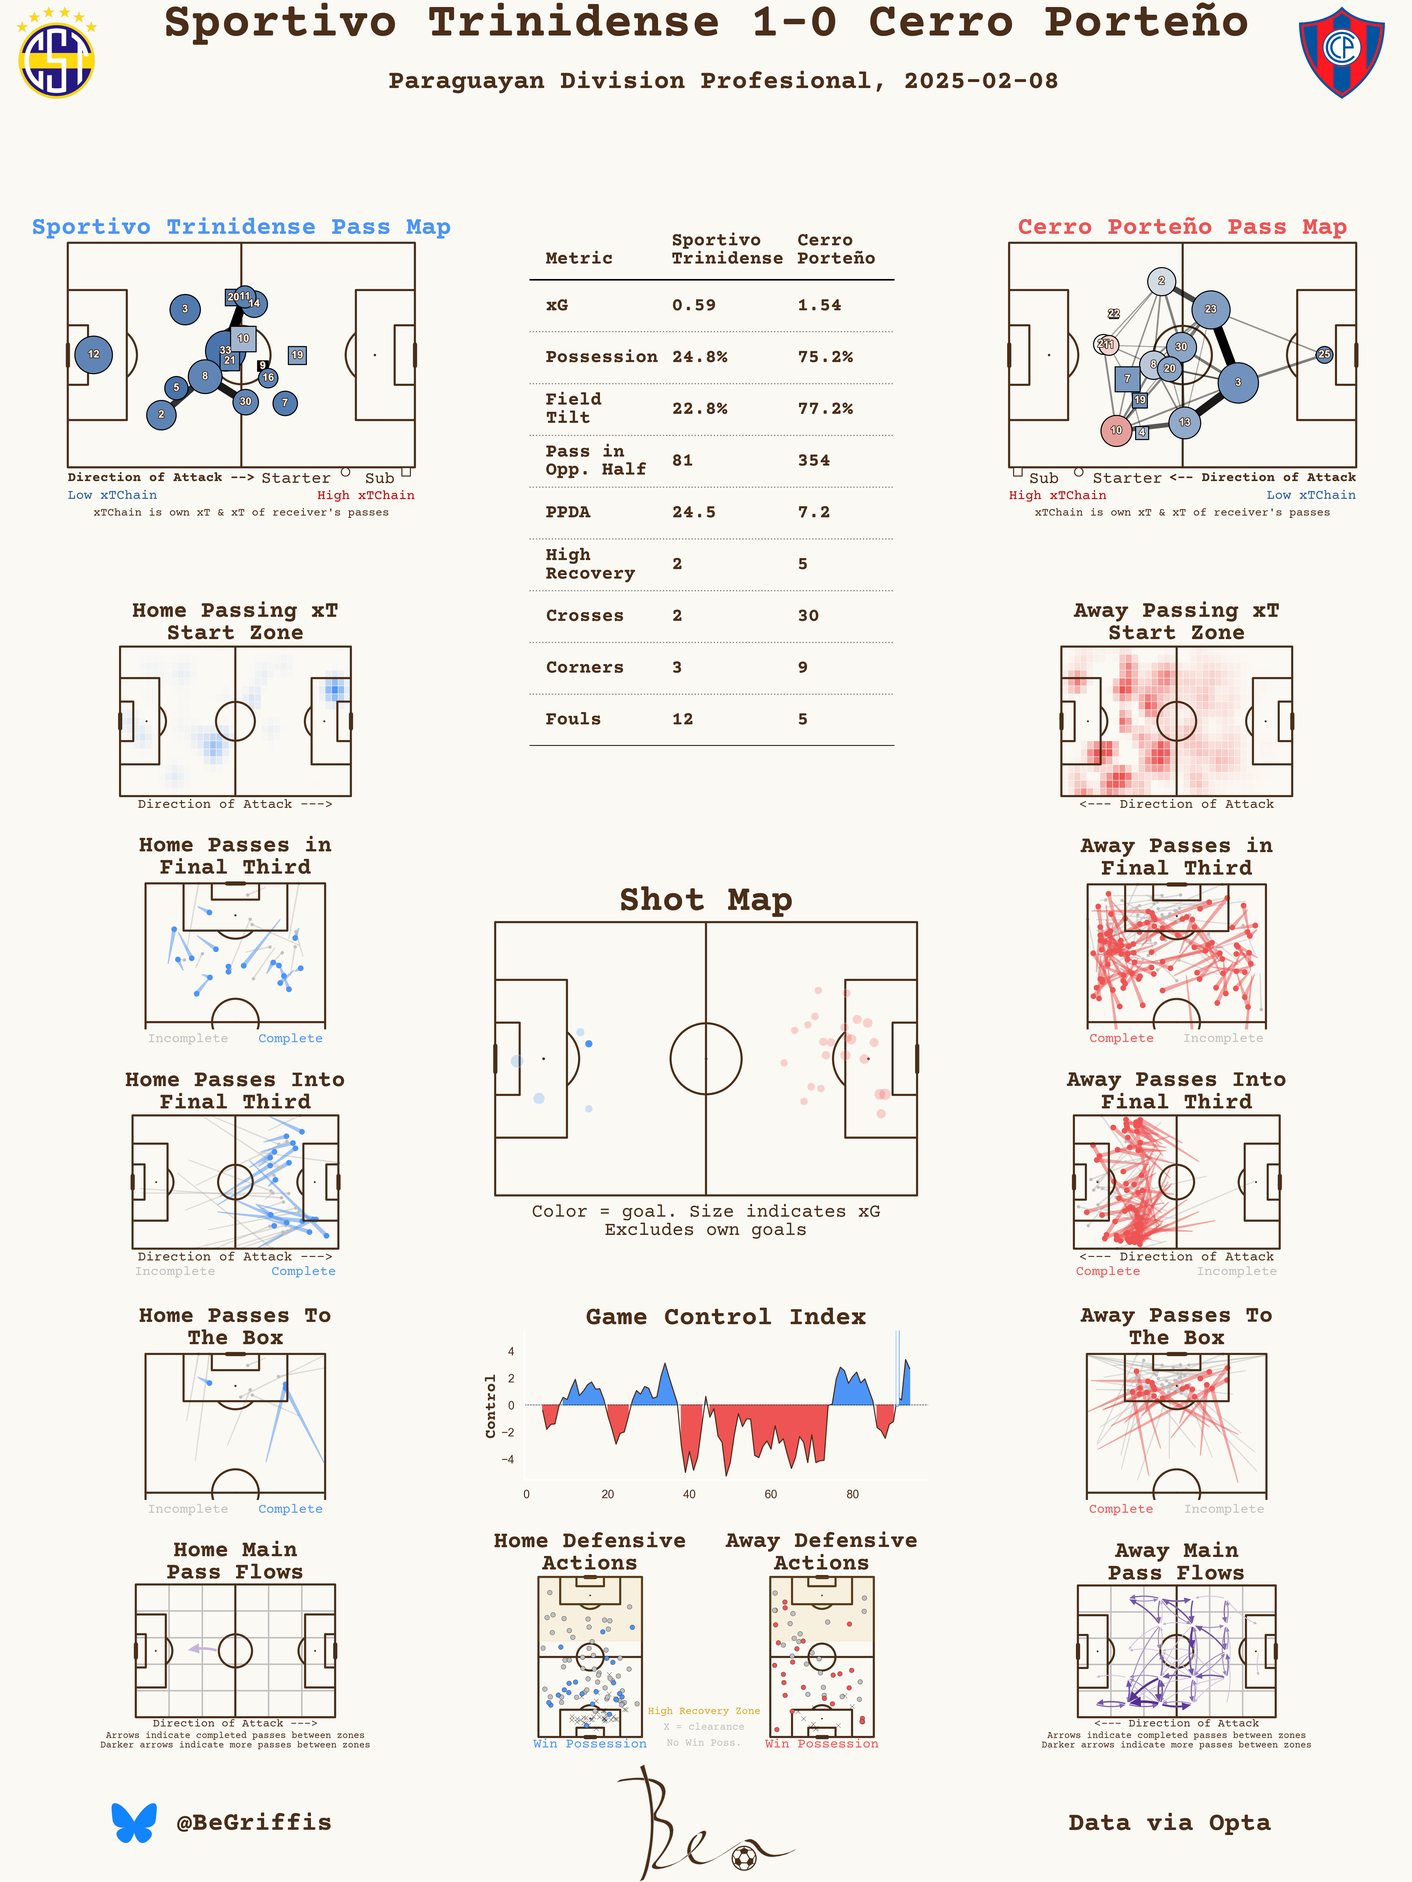 Sportivo Trinidense 1-0 Cerro Porteño
Paraguayan Division Profesional, 2025-02-08
CST
CCP
Sportivo Trinidense Pass Map
12
3
2
5
8
33
21
10
20
11
14
9
16
30
7
19
Direction of Attack --> Starter Sub
Low xTChain High xTChain
xTChain is own xT & xT of receiver's passes
Metric Sportivo Trinidense Cerro Porteño
xG 0.59 1.54
Possession 24.8% 75.2%
Field Tilt 22.8% 77.2%
Pass in Opp. Half 81 354
PPDA 24.5 7.2
High Recovery 2 5
Crosses 2 30
Corners 3 9
Fouls 12 5
Cerro Porteño Pass Map
2
22
23
11
30
8
20
7
19
3
25
10
4
13
Sub Starter <-- Direction of Attack
High xTChain Low xTChain
xTChain is own xT & xT of receiver's passes
Home Passing xT
Start Zone
Direction of Attack --->
Away Passing xT
Start Zone
<--- Direction of Attack
Home Passes in
Final Third
Incomplete Complete
Away Passes in
Final Third
Complete Incomplete
Shot Map
Color = goal. Size indicates xG
Excludes own goals
Home Passes Into
Final Third
Direction of Attack --->
Incomplete Complete
Away Passes Into
Final Third
<--- Direction of Attack
Complete Incomplete
Home Passes To
The Box
Incomplete Complete
Game Control Index
Control
4
2
0
−2
−4
0 20 40 60 80
Away Passes To
The Box
Complete Incomplete
Home Main
Pass Flows
Direction of Attack --->
Arrows indicate completed passes between zones
Darker arrows indicate more passes between zones
Home Defensive
Actions
Win Possession
Away Defensive
Actions
Win Possession
High Recovery Zone
X = clearance
No Win Poss.
Away Main
Pass Flows
<--- Direction of Attack
Arrows indicate completed passes between zones
Darker arrows indicate more passes between zones
@BeGriffis
Ben
Data via Opta